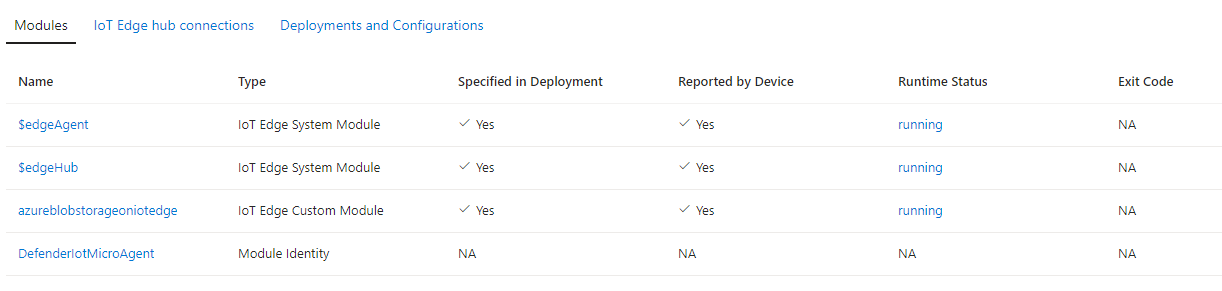 Modules IoT Edge hub connections Deployments and Configurations
Name Type Specified in Deployment Reported by Device Runtime Status Exit Code
$edgeAgent IoT Edge System Module Yes Yes running NA
$edgeHub IoT Edge System Module Yes Yes running NA
azureblobstorageoniotedge IoT Edge Custom Module Yes Yes running NA
DefenderIotMicroAgent Module Identity NA NA NA NA